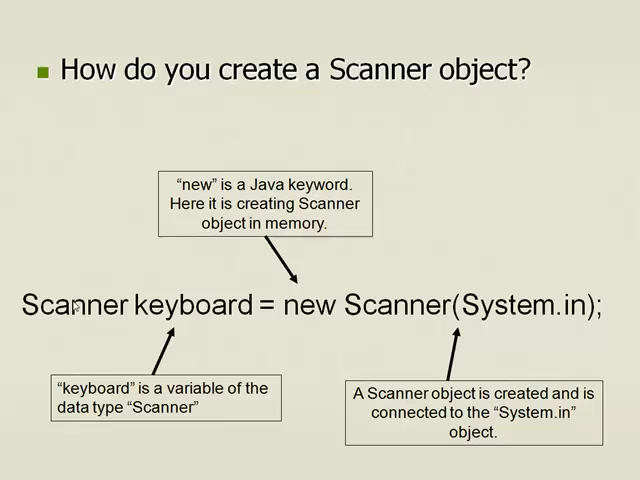 How do you create a Scanner object?
“new” is a Java keyword.
Here it is creating Scanner
object in memory.
Scanner keyboard = new Scanner(System.in);
“keyboard” is a variable of the
data type “Scanner”
A Scanner object is created and is
connected to the “System.in”
object.